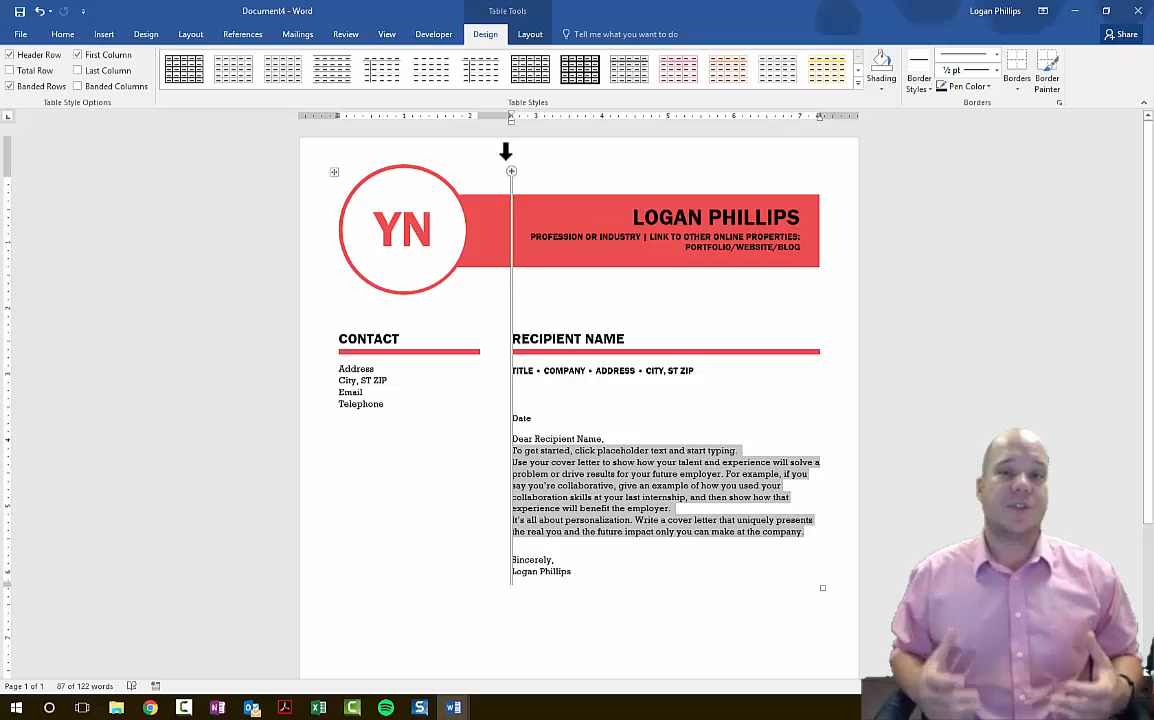 Document4 - Word
Table Tools
Logan Phillips
File
Home
Insert
Design
Layout
References
Mailings
Review
View
Developer
Design
Layout
Tell me what you want to do
Share
Header Row
First Column
Total Row
Last Column
Banded Rows
Banded Columns
Table Style Options
Table Styles
Shading
Border
Styles
½ pt
Pen Color
Borders
Border
Painter
Borders
1 2 3 4 5 6 7
YN
LOGAN PHILLIPS
PROFESSION OR INDUSTRY | LINK TO OTHER ONLINE PROPERTIES:
PORTFOLIO/WEBSITE/BLOG
CONTACT
Address
City, ST ZIP
Email
Telephone
RECIPIENT NAME
TITLE • COMPANY • ADDRESS • CITY, ST ZIP
Date
Dear Recipient Name,
To get started, click placeholder text and start typing.
Use your cover letter to show how your talent and experience will solve a
problem or drive results for your future employer. For example, if you
say you're collaborative, give an example of how you used your
collaboration skills at your last internship, and then show how that
experience will benefit the employer.
It's all about personalization. Write a cover letter that uniquely presents
the real you and the future impact only you can make at the company.
Sincerely,
Logan Phillips
Page 1 of 1
87 of 122 words